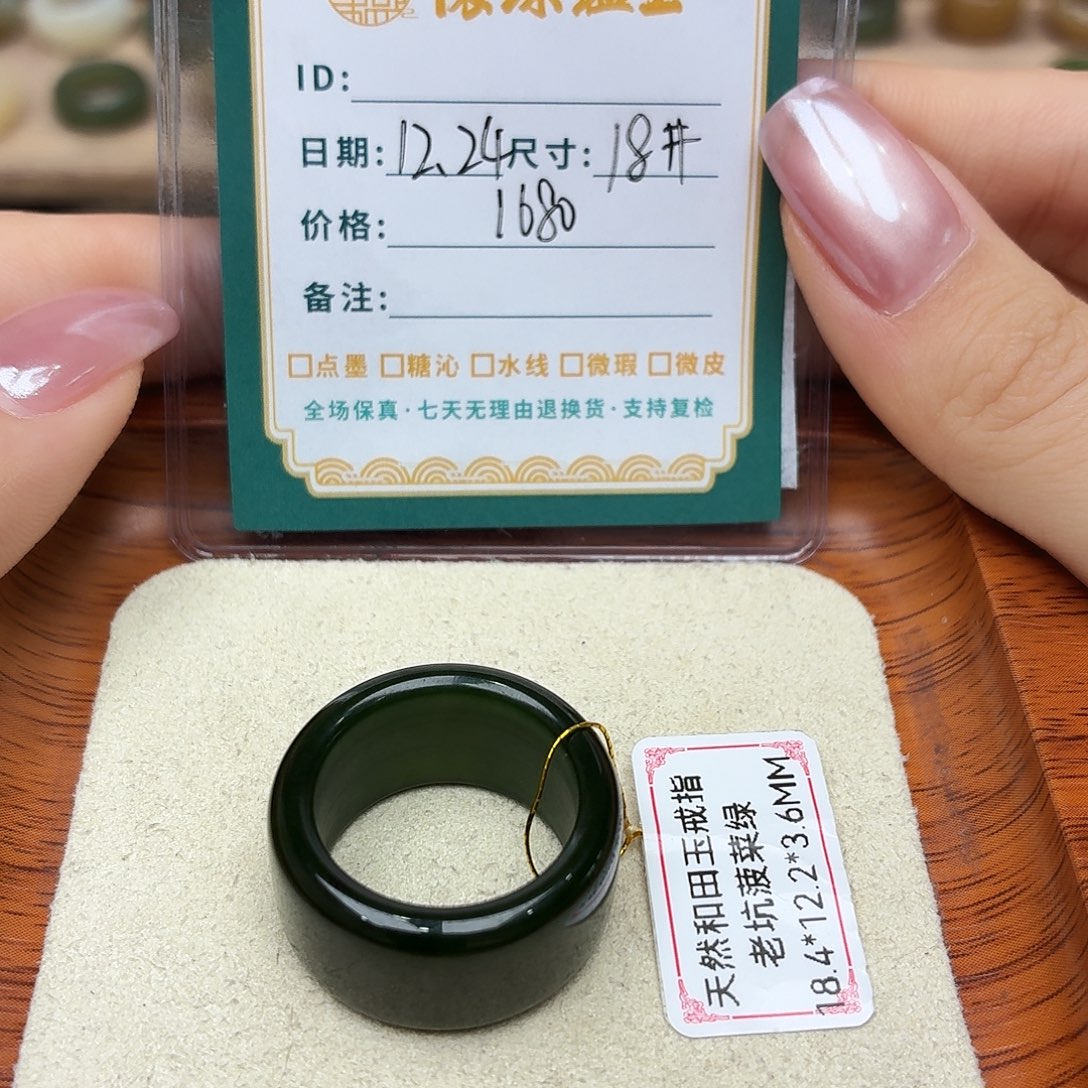 ID:
日期: 12.24 尺寸: 18#
价格: 1680
备注:
□点墨 □糖沁 □水线 □微瑕 □微皮
全场保真·七天无理由退换货·支持复检
天然和田玉戒指
老坑菠菜绿
18.4*12.2*3.6MM